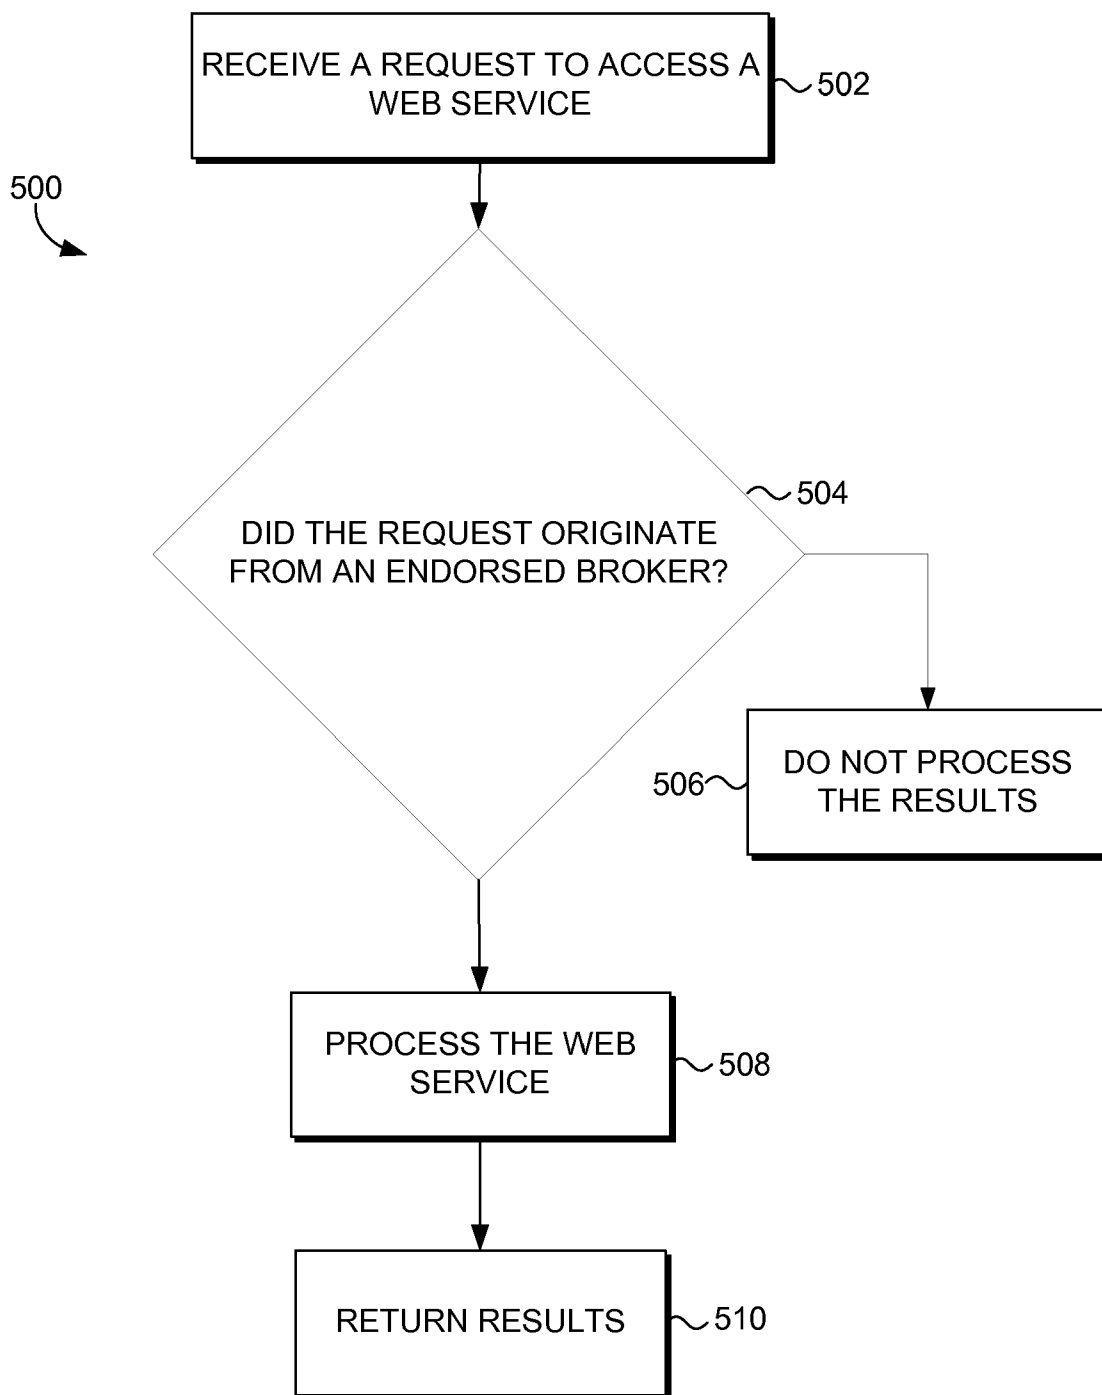 RECEIVE A REQUEST TO ACCESS A
WEB SERVICE
502
500
504
DID THE REQUEST ORIGINATE
FROM AN ENDORSED BROKER?
506
DO NOT PROCESS
THE RESULTS
PROCESS THE WEB
SERVICE
508
RETURN RESULTS
510